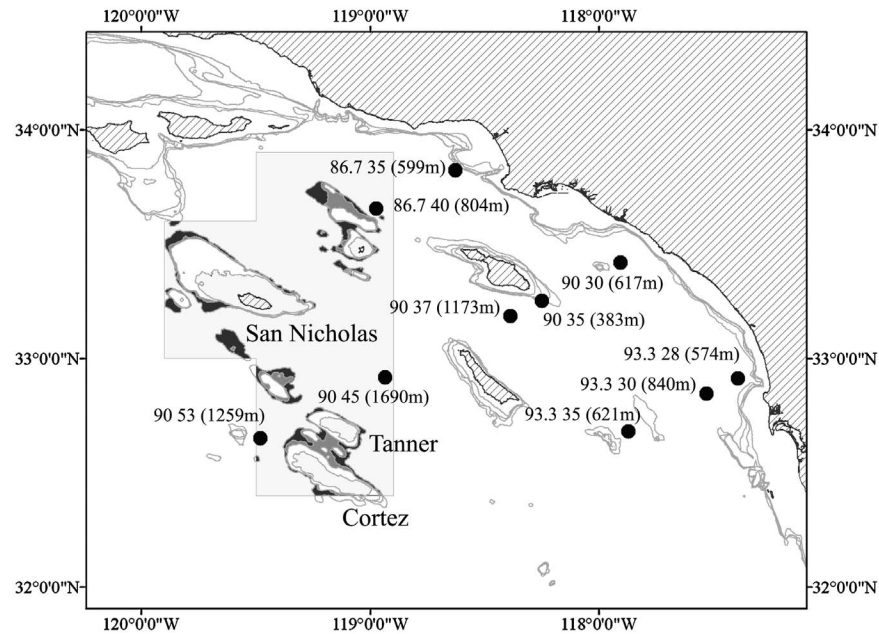 120°0'0"W 119°0'0"W 118°0'0"W
34°0'0"N 34°0'0"N
86.7 35 (599m)
86.7 40 (804m)
90 30 (617m)
90 37 (1173m)
90 35 (383m)
San Nicholas
33°0'0"N 33°0'0"N
93.3 28 (574m)
93.3 30 (840m)
90 45 (1690m)
90 53 (1259m)
93.3 35 (621m)
Tanner
Cortez
32°0'0"N 32°0'0"N
120°0'0"W 119°0'0"W 118°0'0"W